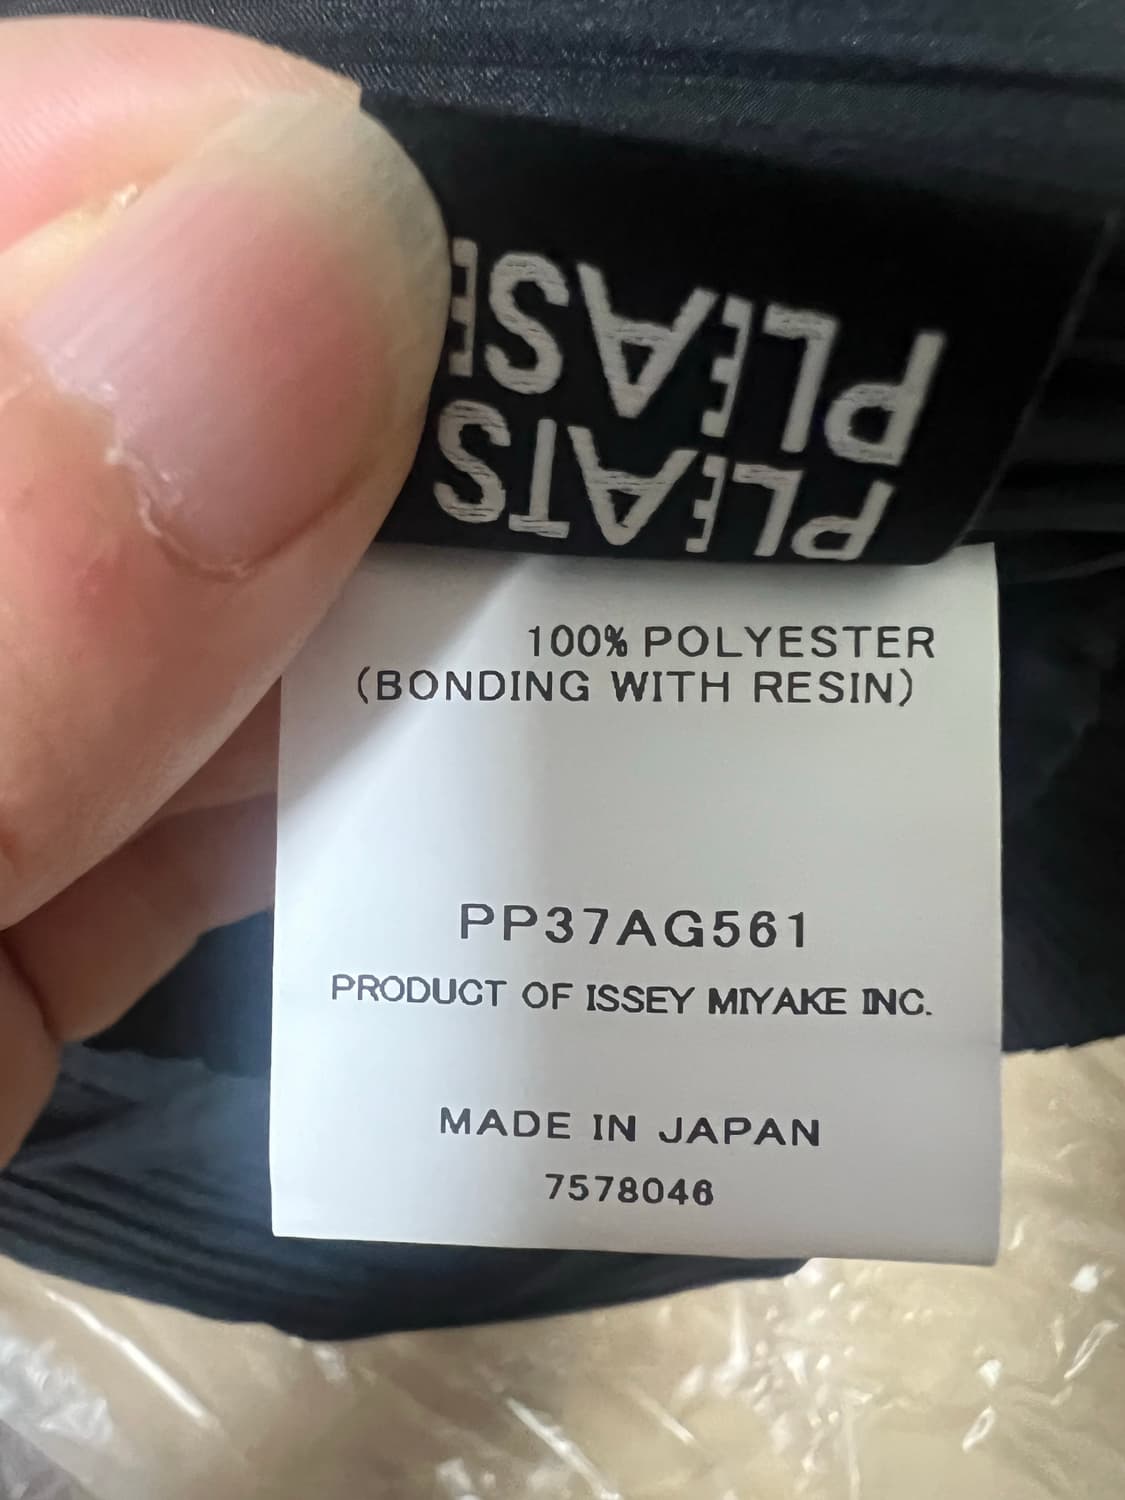 PLEATS
PLEASE
100% POLYESTER
(BONDING WITH RESIN)
PP37AG561
PRODUCT OF ISSEY MIYAKE INC.
MADE IN JAPAN
7578046